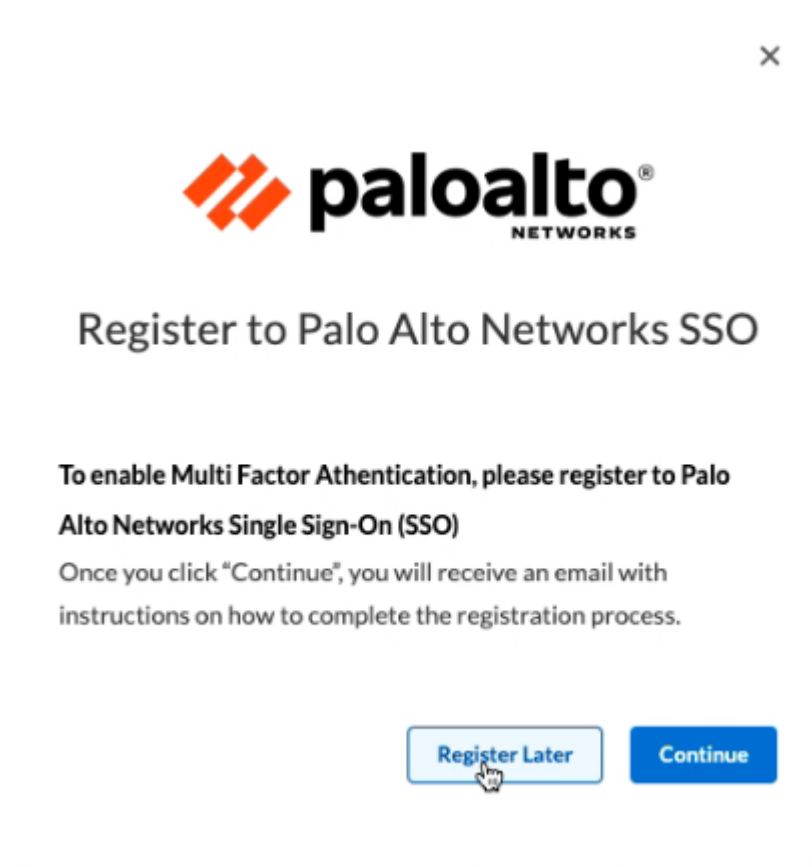 paloalto®
NETWORKS
Register to Palo Alto Networks SSO
To enable Multi Factor Athentication, please register to Palo
Alto Networks Single Sign-On (SSO)
Once you click “Continue”, you will receive an email with
instructions on how to complete the registration process.
Register Later
Continue